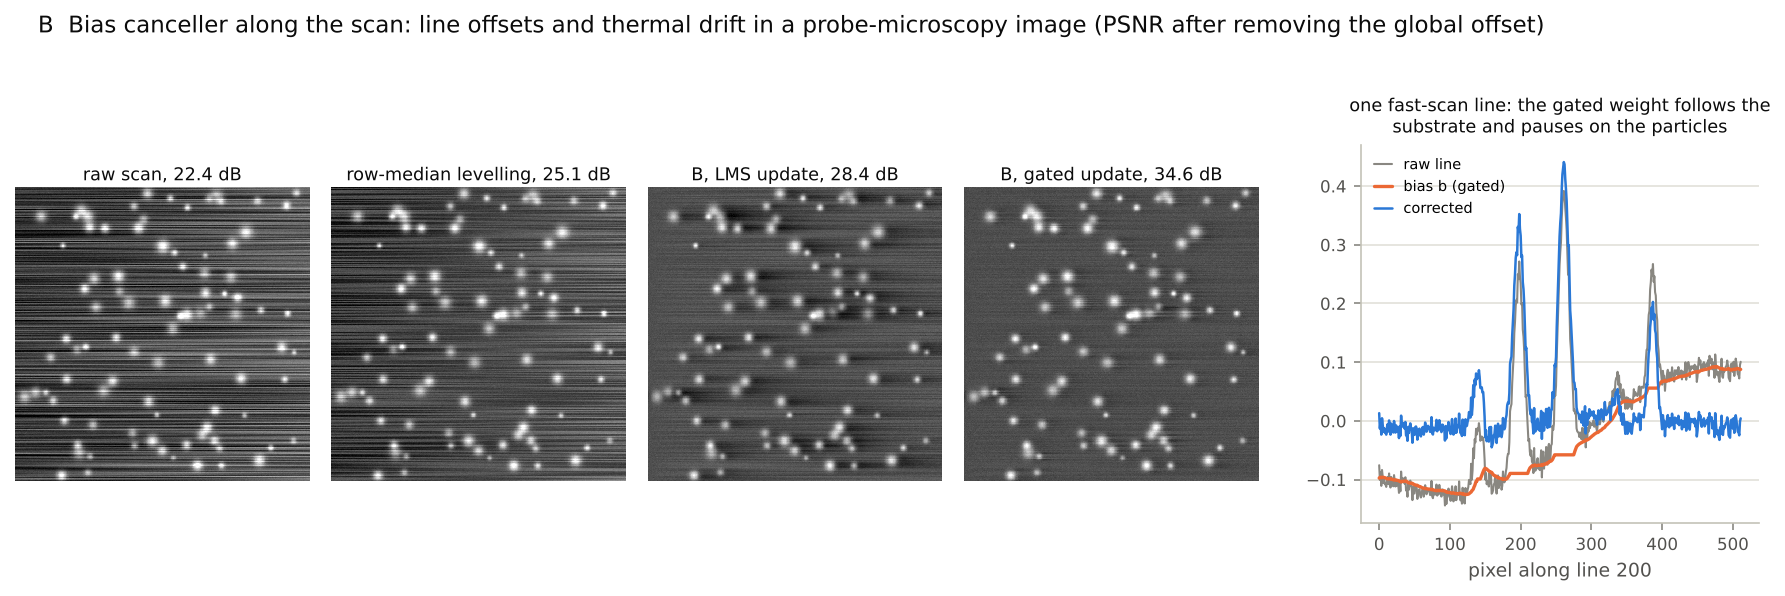 B  Bias canceller along the scan: line offsets and thermal drift in a probe-microscopy image (PSNR after removing the global offset)
raw scan, 22.4 dB
row-median levelling, 25.1 dB
B, LMS update, 28.4 dB
B, gated update, 34.6 dB
one fast-scan line: the gated weight follows the
substrate and pauses on the particles
raw line
bias b (gated)
corrected
0.4
0.3
0.2
0.1
0.0
−0.1
0 100 200 300 400 500
pixel along line 200